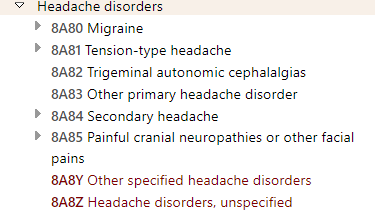 Headache disorders
8A80 Migraine
8A81 Tension-type headache
8A82 Trigeminal autonomic cephalalgias
8A83 Other primary headache disorder
8A84 Secondary headache
8A85 Painful cranial neuropathies or other facial
pains
8A8Y Other specified headache disorders
8A8Z Headache disorders, unspecified